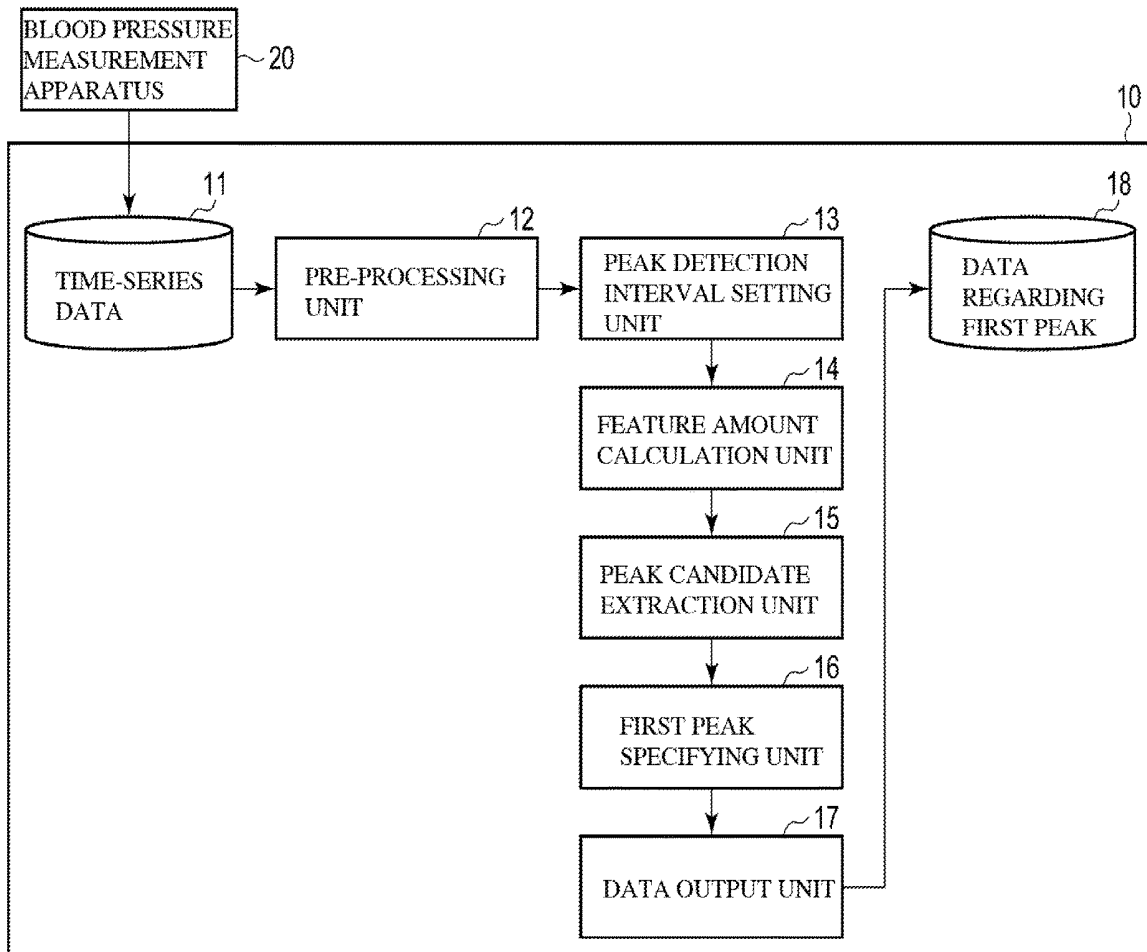 BLOOD PRESSURE
MEASUREMENT
APPARATUS
20
10
11
TIME-SERIES
DATA
12
PRE-PROCESSING
UNIT
13
PEAK DETECTION
INTERVAL SETTING
UNIT
18
DATA
REGARDING
FIRST PEAK
14
FEATURE AMOUNT
CALCULATION UNIT
15
PEAK CANDIDATE
EXTRACTION UNIT
16
FIRST PEAK
SPECIFYING UNIT
17
DATA OUTPUT UNIT